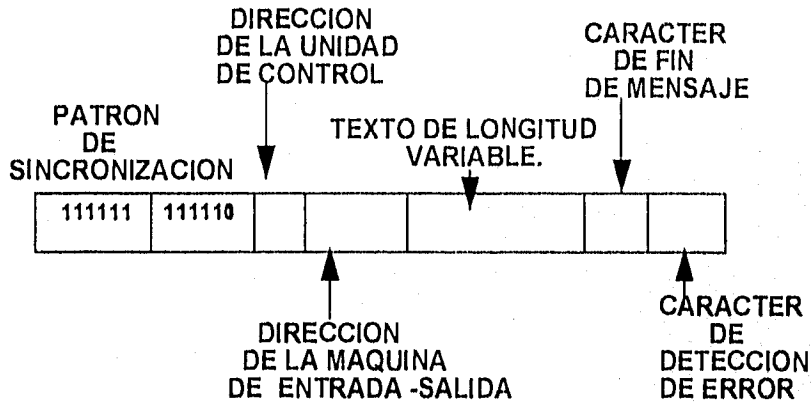 DIRECCION
DE LA UNIDAD
DE CONTROL
CARACTER
DE FIN
DE MENSAJE
PATRON
DE
SINCRONIZACION
TEXTO DE LONGITUD
VARIABLE.
111111 111110
DIRECCION
DE LA MAQUINA
DE ENTRADA -SALIDA
CARACTER
DE
DETECCION
DE ERROR